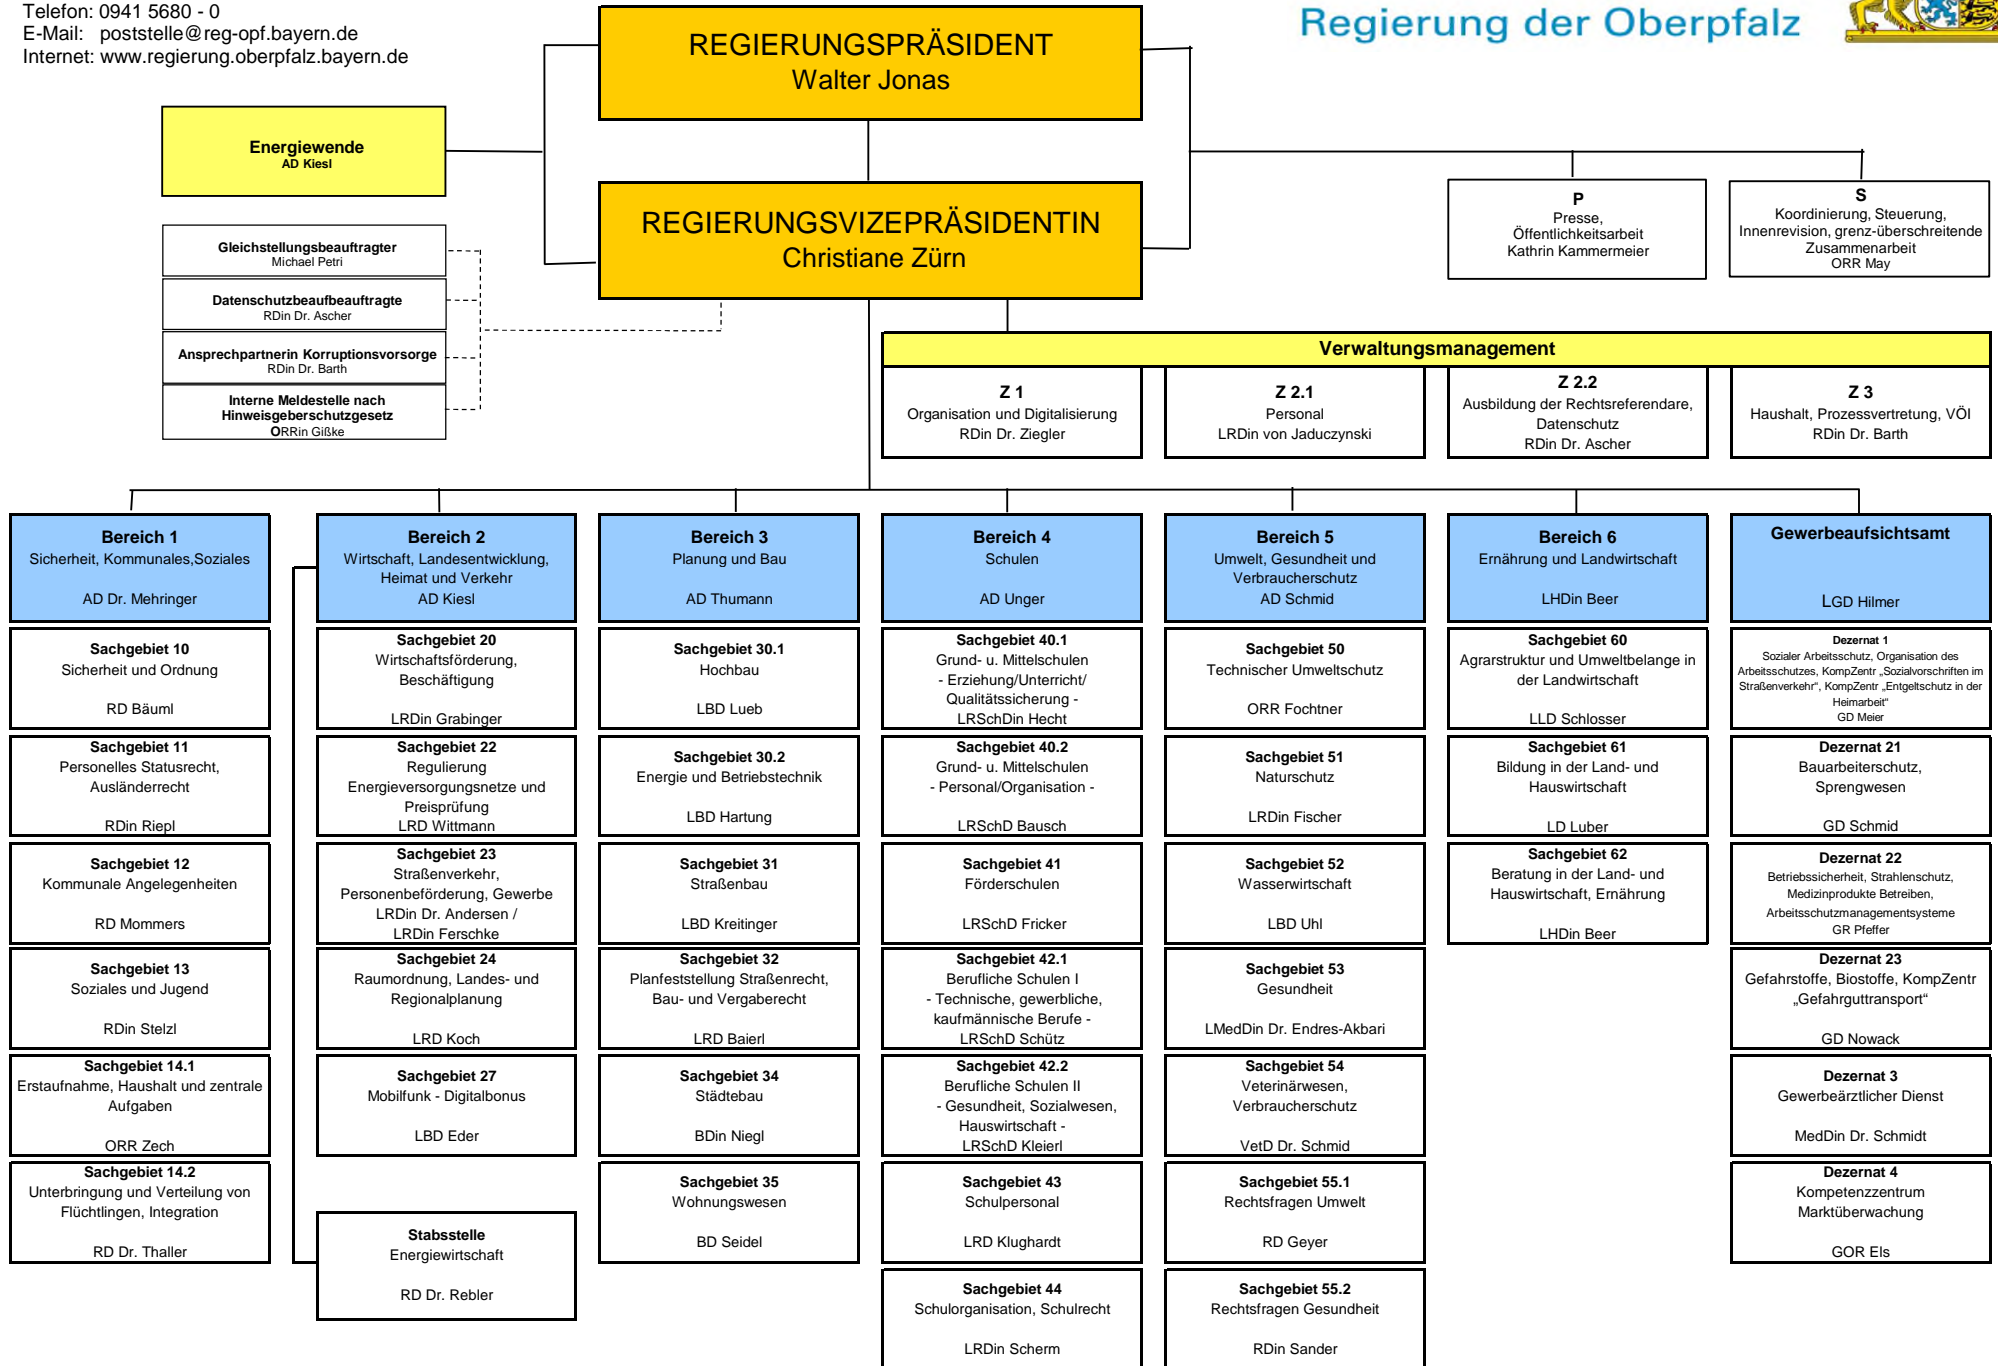 Telefon: 0941 5680 - 0
E-Mail: poststelle@reg-opf.bayern.de
Internet: www.regierung.oberpfalz.bayern.de
Regierung der Oberpfalz
REGIERUNGSPRÄSIDENT
Walter Jonas
Energiewende
AD Kiesl
REGIERUNGSVIZEPRÄSIDENTIN
Christiane Zürn
P
Presse,
Öffentlichkeitsarbeit
Kathrin Kammermeier
S
Koordinierung, Steuerung,
Innenrevision, grenz-überschreitende
Zusammenarbeit
ORR May
Gleichstellungsbeauftragter
Michael Petri
Datenschutzbeaufbeauftragte
RDin Dr. Ascher
Ansprechpartnerin Korruptionsvorsorge
RDin Dr. Barth
Interne Meldestelle nach
Hinweisgeberschutzgesetz
ORRin Gißke
Verwaltungsmanagement
Z 1
Organisation und Digitalisierung
RDin Dr. Ziegler
Z 2.1
Personal
LRDin von Jaduczynski
Z 2.2
Ausbildung der Rechtsreferendare,
Datenschutz
RDin Dr. Ascher
Z 3
Haushalt, Prozessvertretung, VÖI
RDin Dr. Barth
Bereich 1
Sicherheit, Kommunales,Soziales
AD Dr. Mehringer
Sachgebiet 10
Sicherheit und Ordnung
RD Bäuml
Sachgebiet 11
Personelles Statusrecht,
Ausländerrecht
RDin Riepl
Sachgebiet 12
Kommunale Angelegenheiten
RD Mommers
Sachgebiet 13
Soziales und Jugend
RDin Stelzl
Sachgebiet 14.1
Erstaufnahme, Haushalt und zentrale
Aufgaben
ORR Zech
Sachgebiet 14.2
Unterbringung und Verteilung von
Flüchtlingen, Integration
RD Dr. Thaller
Bereich 2
Wirtschaft, Landesentwicklung,
Heimat und Verkehr
AD Kiesl
Sachgebiet 20
Wirtschaftsförderung,
Beschäftigung
LRDin Grabinger
Sachgebiet 22
Regulierung
Energieversorgungsnetze und
Preisprüfung
LRD Wittmann
Sachgebiet 23
Straßenverkehr,
Personenbeförderung, Gewerbe
LRDin Dr. Andersen /
LRDin Ferschke
Sachgebiet 24
Raumordnung, Landes- und
Regionalplanung
LRD Koch
Sachgebiet 27
Mobilfunk - Digitalbonus
LBD Eder
Stabsstelle
Energiewirtschaft
RD Dr. Rebler
Bereich 3
Planung und Bau
AD Thumann
Sachgebiet 30.1
Hochbau
LBD Lueb
Sachgebiet 30.2
Energie und Betriebstechnik
LBD Hartung
Sachgebiet 31
Straßenbau
LBD Kreitinger
Sachgebiet 32
Planfeststellung Straßenrecht,
Bau- und Vergaberecht
LRD Baierl
Sachgebiet 34
Städtebau
BDin Niegl
Sachgebiet 35
Wohnungswesen
BD Seidel
Bereich 4
Schulen
AD Unger
Sachgebiet 40.1
Grund- u. Mittelschulen
- Erziehung/Unterricht/
Qualitätssicherung -
LRSchDin Hecht
Sachgebiet 40.2
Grund- u. Mittelschulen
- Personal/Organisation -
LRSchD Bausch
Sachgebiet 41
Förderschulen
LRSchD Fricker
Sachgebiet 42.1
Berufliche Schulen I
- Technische, gewerbliche,
kaufmännische Berufe -
LRSchD Schütz
Sachgebiet 42.2
Berufliche Schulen II
- Gesundheit, Sozialwesen,
Hauswirtschaft -
LRSchD Kleierl
Sachgebiet 43
Schulpersonal
LRD Klughardt
Sachgebiet 44
Schulorganisation, Schulrecht
LRDin Scherm
Bereich 5
Umwelt, Gesundheit und
Verbraucherschutz
AD Schmid
Sachgebiet 50
Technischer Umweltschutz
ORR Fochtner
Sachgebiet 51
Naturschutz
LRDin Fischer
Sachgebiet 52
Wasserwirtschaft
LBD Uhl
Sachgebiet 53
Gesundheit
LMedDin Dr. Endres-Akbari
Sachgebiet 54
Veterinärwesen,
Verbraucherschutz
VetD Dr. Schmid
Sachgebiet 55.1
Rechtsfragen Umwelt
RD Geyer
Sachgebiet 55.2
Rechtsfragen Gesundheit
RDin Sander
Bereich 6
Ernährung und Landwirtschaft
LHDin Beer
Sachgebiet 60
Agrarstruktur und Umweltbelange in
der Landwirtschaft
LLD Schlosser
Sachgebiet 61
Bildung in der Land- und
Hauswirtschaft
LD Luber
Sachgebiet 62
Beratung in der Land- und
Hauswirtschaft, Ernährung
LHDin Beer
Gewerbeaufsichtsamt
LGD Hilmer
Dezernat 1
Sozialer Arbeitsschutz, Organisation des
Arbeitsschutzes, KompZentr „Sozialvorschriften im
Straßenverkehr“, KompZentr „Entgeltschutz in der
Heimarbeit“
GD Meier
Dezernat 21
Bauarbeiterschutz,
Sprengwesen
GD Schmid
Dezernat 22
Betriebssicherheit, Strahlenschutz,
Medizinprodukte Betreiben,
Arbeitsschutzmanagementsysteme
GR Pfeffer
Dezernat 23
Gefahrstoffe, Biostoffe, KompZentr
„Gefahrguttransport“
GD Nowack
Dezernat 3
Gewerbeärztlicher Dienst
MedDin Dr. Schmidt
Dezernat 4
Kompetenzzentrum
Marktüberwachung
GOR Els